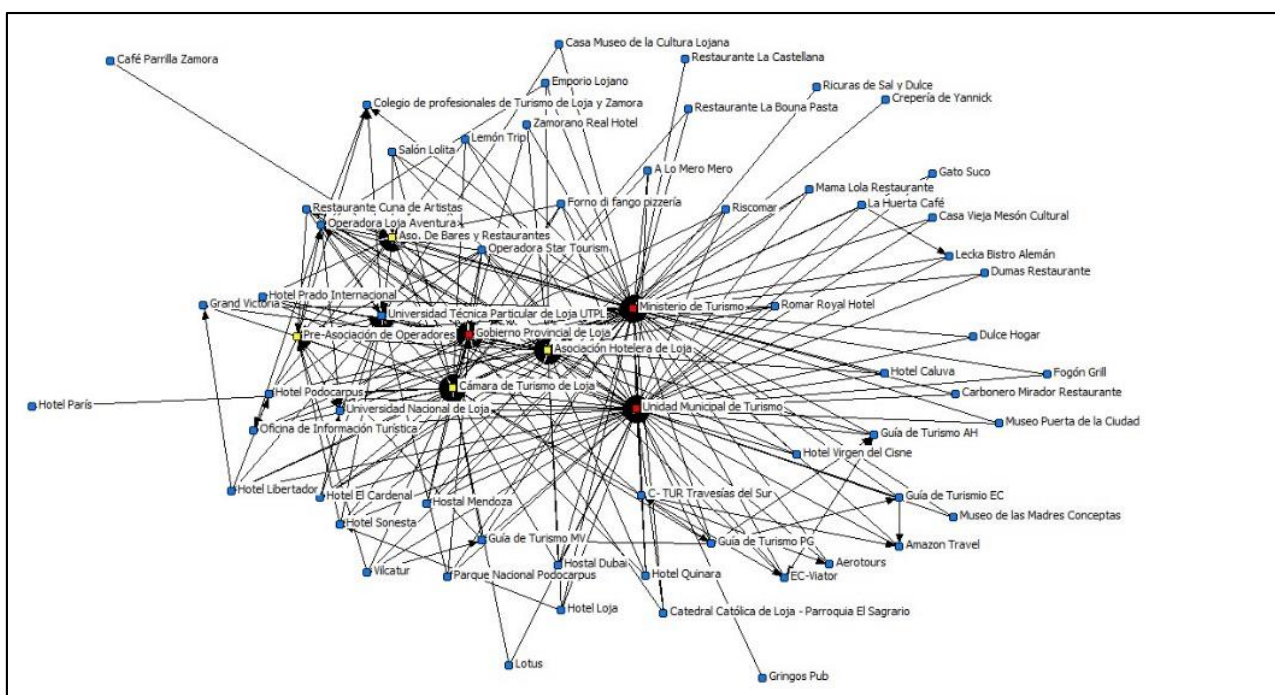 Casa Museo de la Cultura Lojana
Café Parrilla Zamora
Restaurante La Castellana
Emporio Lojano
Ricuras de Sal y Dulce
Crepería de Yannick
Colegio de profesionales de Turismo de Loja y Zamora
Restaurante La Bouna Pasta
Zamorano Real Hotel
Lemón Trip
Salón Lolita
A Lo Mero Mero
Gato Suco
Mama Lola Restaurante
Forno di fango pizzería
La Huerta Café
Restaurante Cuna de Artistas
Riscomar
Casa Vieja Mesón Cultural
Operadora Loja Aventura
Aso. De Bares y Restaurantes
Operadora Star Tourism
Lecka Bistro Alemán
Dumas Restaurante
Hotel Prado Internacional
Grand Victoria
Ministerio de Turismo
Romar Royal Hotel
Universidad Técnica Particular de Loja UTPL
Pre-Asociación de Operadores
Gobierno Provincial de Loja
Dulce Hogar
Asociación Hotelera de Loja
Hotel Caluva
Fogón Grill
Cámara de Turismo de Loja
Hotel Podocarpus
Carbonero Mirador Restaurante
Hotel París
Universidad Nacional de Loja
Unidad Municipal de Turismo
Museo Puerta de la Ciudad
Oficina de Información Turística
Guía de Turismo AH
Hotel Virgen del Cisne
Hotel Libertador
Hotel El Cardenal
C- TUR Travesías del Sur
Guía de Turismio EC
Hostal Mendoza
Museo de las Madres Conceptas
Hotel Sonesta
Guía de Turismo MV
Guía de Turismo PG
Amazon Travel
Hostal Dubai
Aerotours
Vilcatur
Parque Nacional Podocarpus
Hotel Quinara
EC-Viator
Hotel Loja
Catedral Católica de Loja - Parroquia El Sagrario
Lotus
Gringos Pub